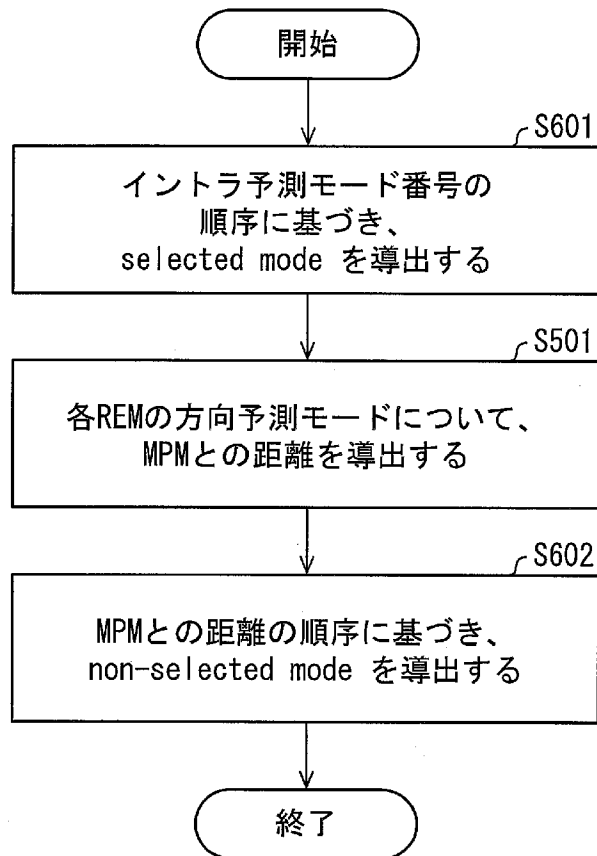 開始
S601
イントラ予測モード番号の
順序に基づき、
selected mode を導出する
S501
各REMの方向予測モードについて、
MPMとの距離を導出する
S602
MPMとの距離の順序に基づき、
non-selected mode を導出する
終了